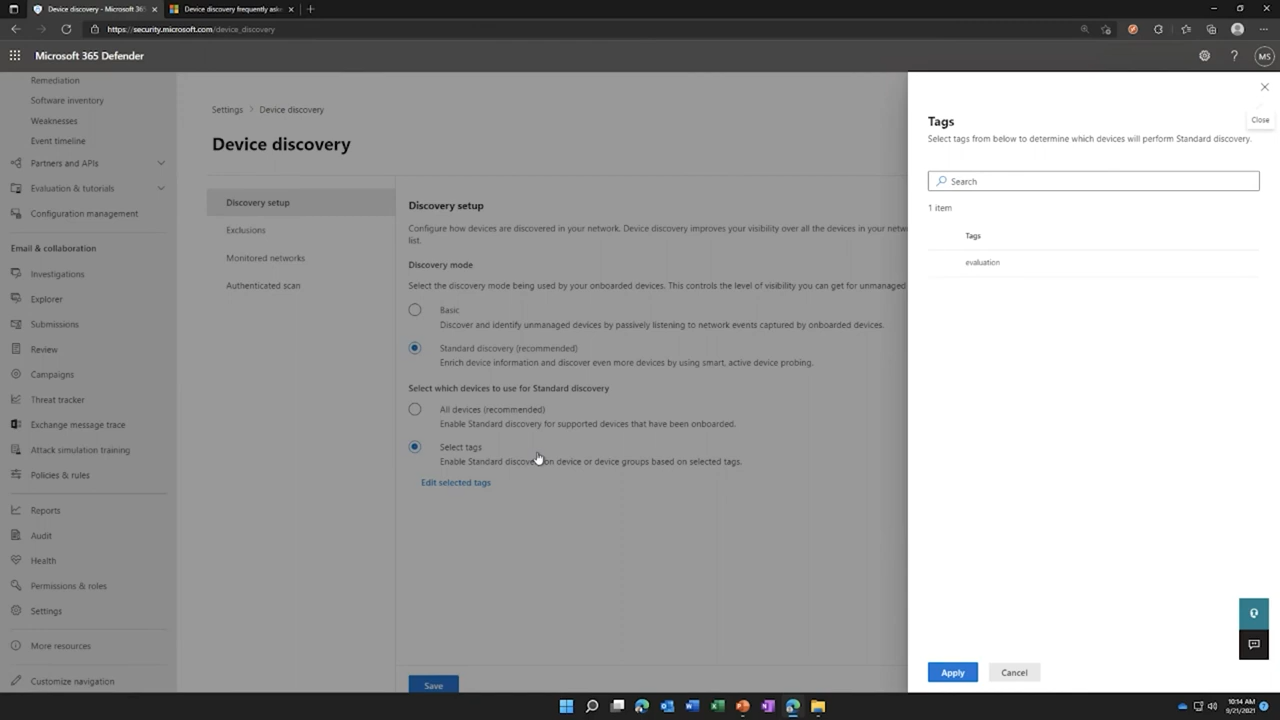 Device discovery - Microsoft 36
Device discovery frequently aske
https://security.microsoft.com/device_discovery
Microsoft 365 Defender
MS
Remediation
Software inventory
Weaknesses
Event timeline
Partners and APIs
Evaluation & tutorials
Configuration management
Email & collaboration
Investigations
Explorer
Submissions
Review
Campaigns
Threat tracker
Exchange message trace
Attack simulation training
Policies & rules
Reports
Audit
Health
Permissions & roles
Settings
More resources
Customize navigation
Settings > Device discovery
Device discovery
Discovery setup
Exclusions
Monitored networks
Authenticated scan
Discovery setup
Configure how devices are discovered in your network. Device discovery improves your visibility over all the devices in your netw
list.
Discovery mode
Select the discovery mode being used by your onboarded devices. This controls the level of visibility you can get for unmanaged
Basic
Discover and identify unmanaged devices by passively listening to network events captured by onboarded devices.
Standard discovery (recommended)
Enrich device information and discover even more devices by using smart, active device probing.
Select which devices to use for Standard discovery
All devices (recommended)
Enable Standard discovery for supported devices that have been onboarded.
Select tags
Enable Standard discovery on device or device groups based on selected tags.
Edit selected tags
Save
Close
Tags
Select tags from below to determine which devices will perform Standard discovery.
Search
1 item
Tags
evaluation
Apply
Cancel
10:14 AM
9/21/2021